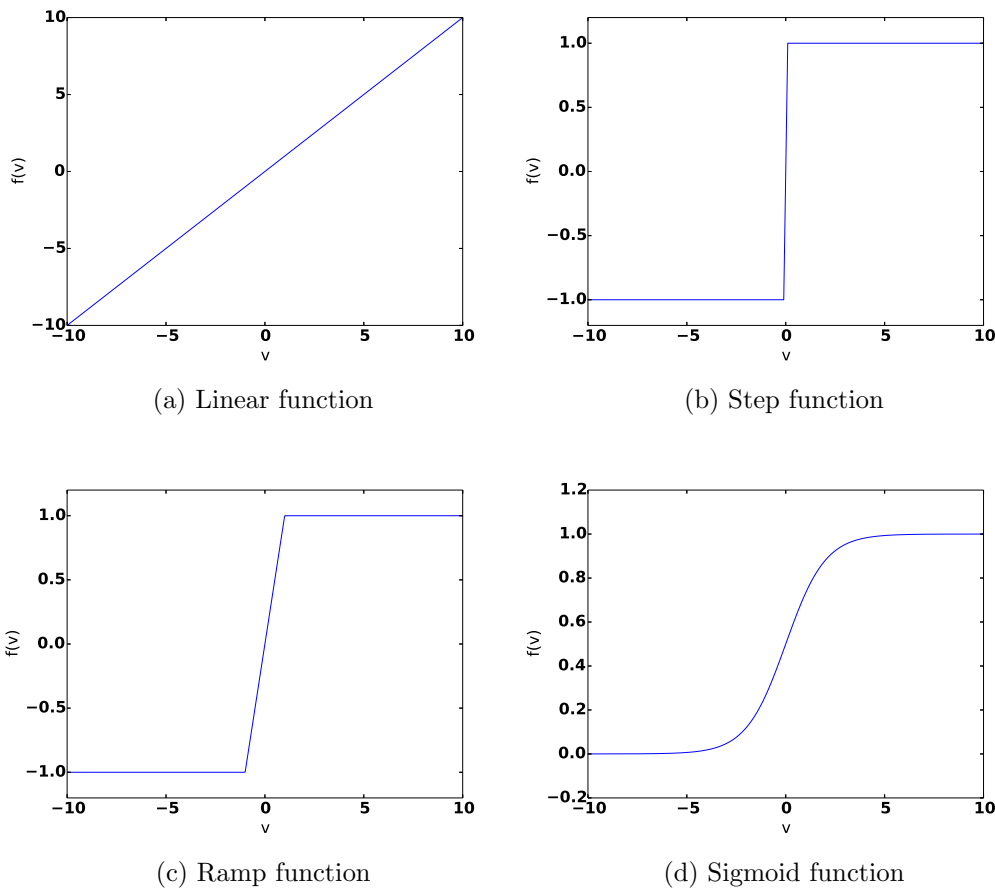 10
5
0
−5
−10
f(v)
−10 −5 0 5 10
v
(a) Linear function
1.0
0.5
0.0
−0.5
−1.0
f(v)
−10 −5 0 5 10
v
(b) Step function
1.0
0.5
0.0
−0.5
−1.0
f(v)
−10 −5 0 5 10
v
(c) Ramp function
1.2
1.0
0.8
0.6
0.4
0.2
0.0
−0.2
f(v)
−10 −5 0 5 10
v
(d) Sigmoid function